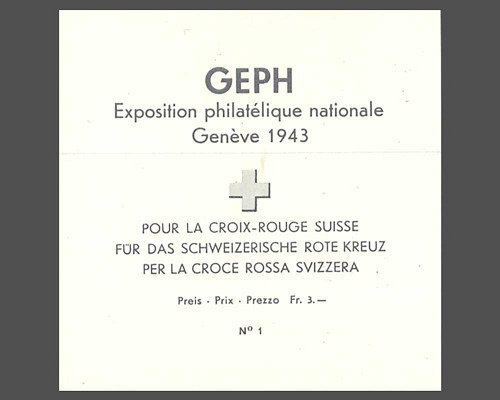 GEPH
Exposition philatélique nationale
Genève 1943
POUR LA CROIX-ROUGE SUISSE
FÜR DAS SCHWEIZERISCHE ROTE KREUZ
PER LA CROCE ROSSA SVIZZERA
Preis · Prix · Prezzo Fr. 3.—
Nº 1